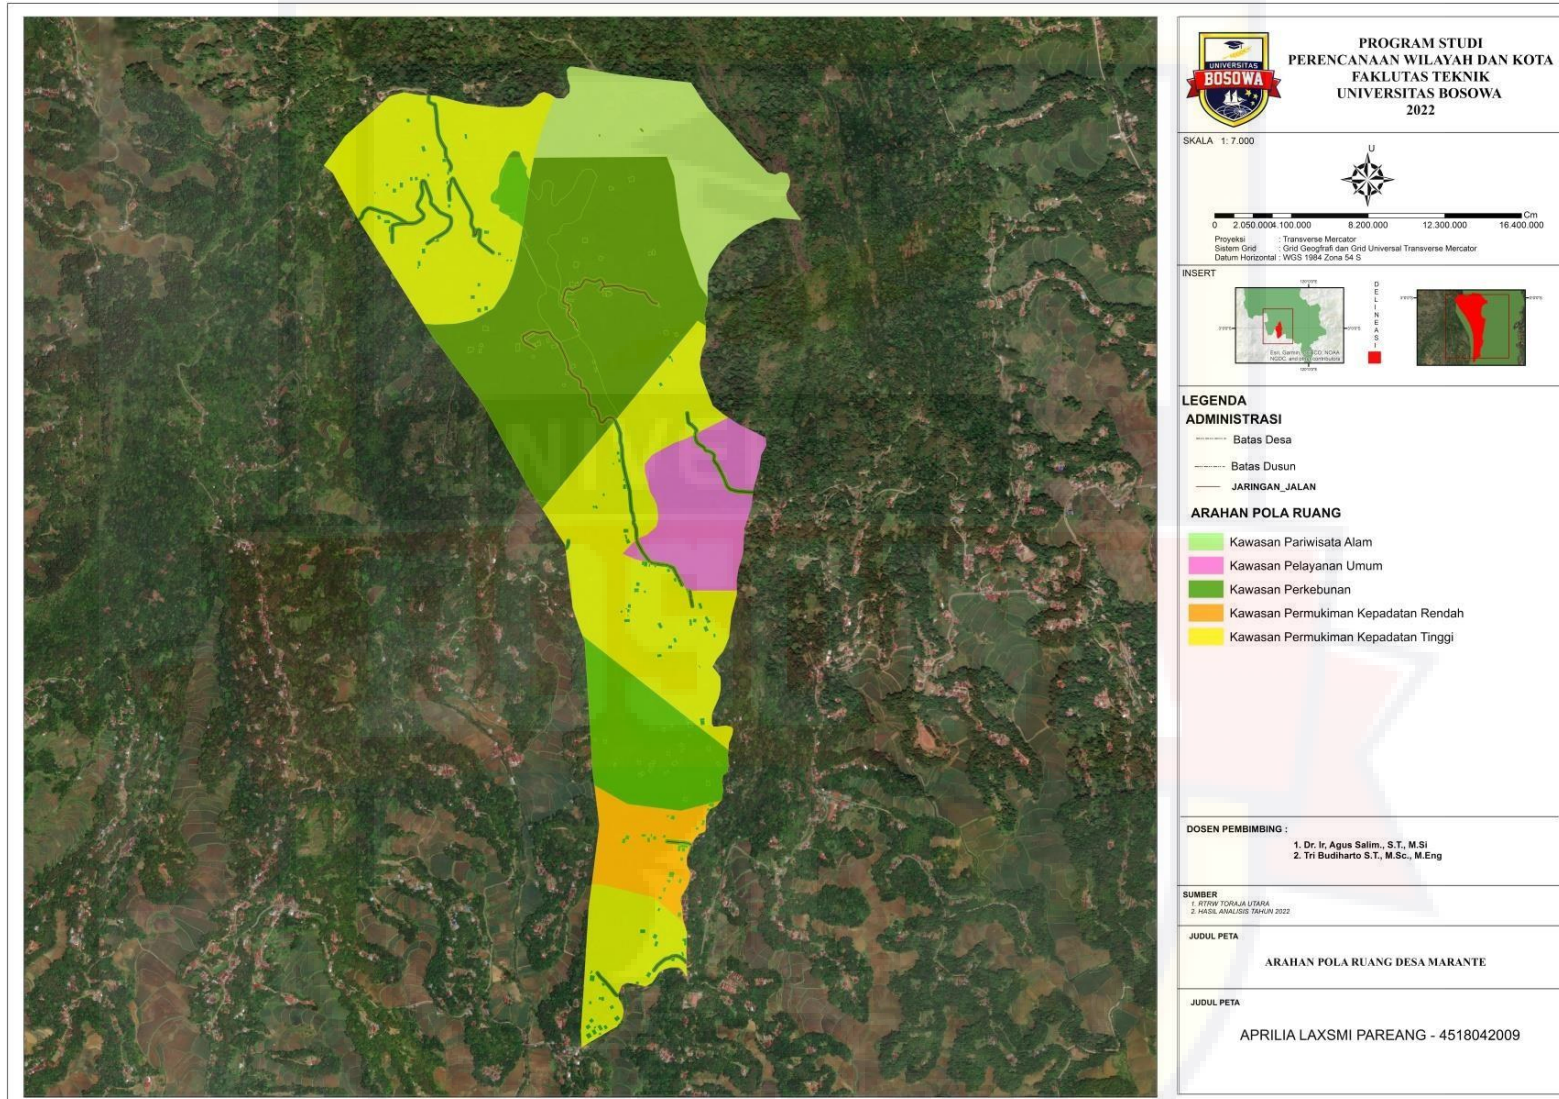 UNIVERSITAS
BOSOWA
PROGRAM STUDI
PERENCANAAN WILAYAH DAN KOTA
FAKLUTAS TEKNIK
UNIVERSITAS BOSOWA
2022
SKALA 1: 7.000
U
Cm
0 2.050.000 4.100.000 8.200.000 12.300.000 16.400.000
Proyeksi : Transverse Mercator
Sistem Grid : Grid Geogfrafi dan Grid Universal Transverse Mercator
Datum Horizontal : WGS 1984 Zona 54 S
INSERT
DELINEASI
LEGENDA
ADMINISTRASI
Batas Desa
Batas Dusun
JARINGAN_JALAN
ARAHAN POLA RUANG
Kawasan Pariwisata Alam
Kawasan Pelayanan Umum
Kawasan Perkebunan
Kawasan Permukiman Kepadatan Rendah
Kawasan Permukiman Kepadatan Tinggi
DOSEN PEMBIMBING :
1. Dr. Ir, Agus Salim., S.T., M.Si
2. Tri Budiharto S.T., M.Sc., M.Eng
SUMBER
1. RTRW TORAJA UTARA
2. HASIL ANALISIS TAHUN 2022
JUDUL PETA
ARAHAN POLA RUANG DESA MARANTE
JUDUL PETA
APRILIA LAXSMI PAREANG - 4518042009